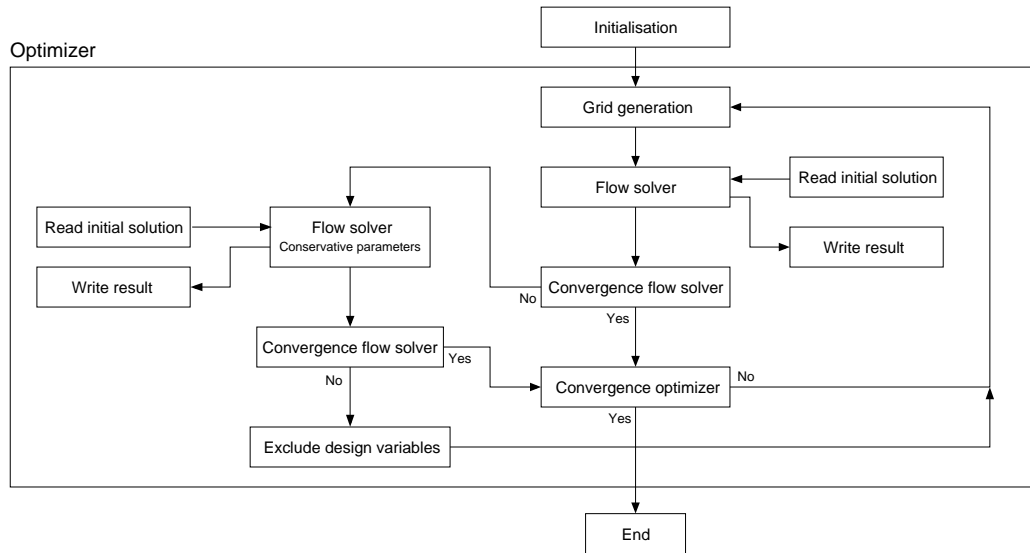 Initialisation
Optimizer
Grid generation
Flow solver
Read initial solution
Read initial solution
Flow solver
Conservative parameters
Write result
Write result
Convergence flow solver
No
Yes
Convergence flow solver
Yes
No
Convergence optimizer
No
Yes
Exclude design variables
End